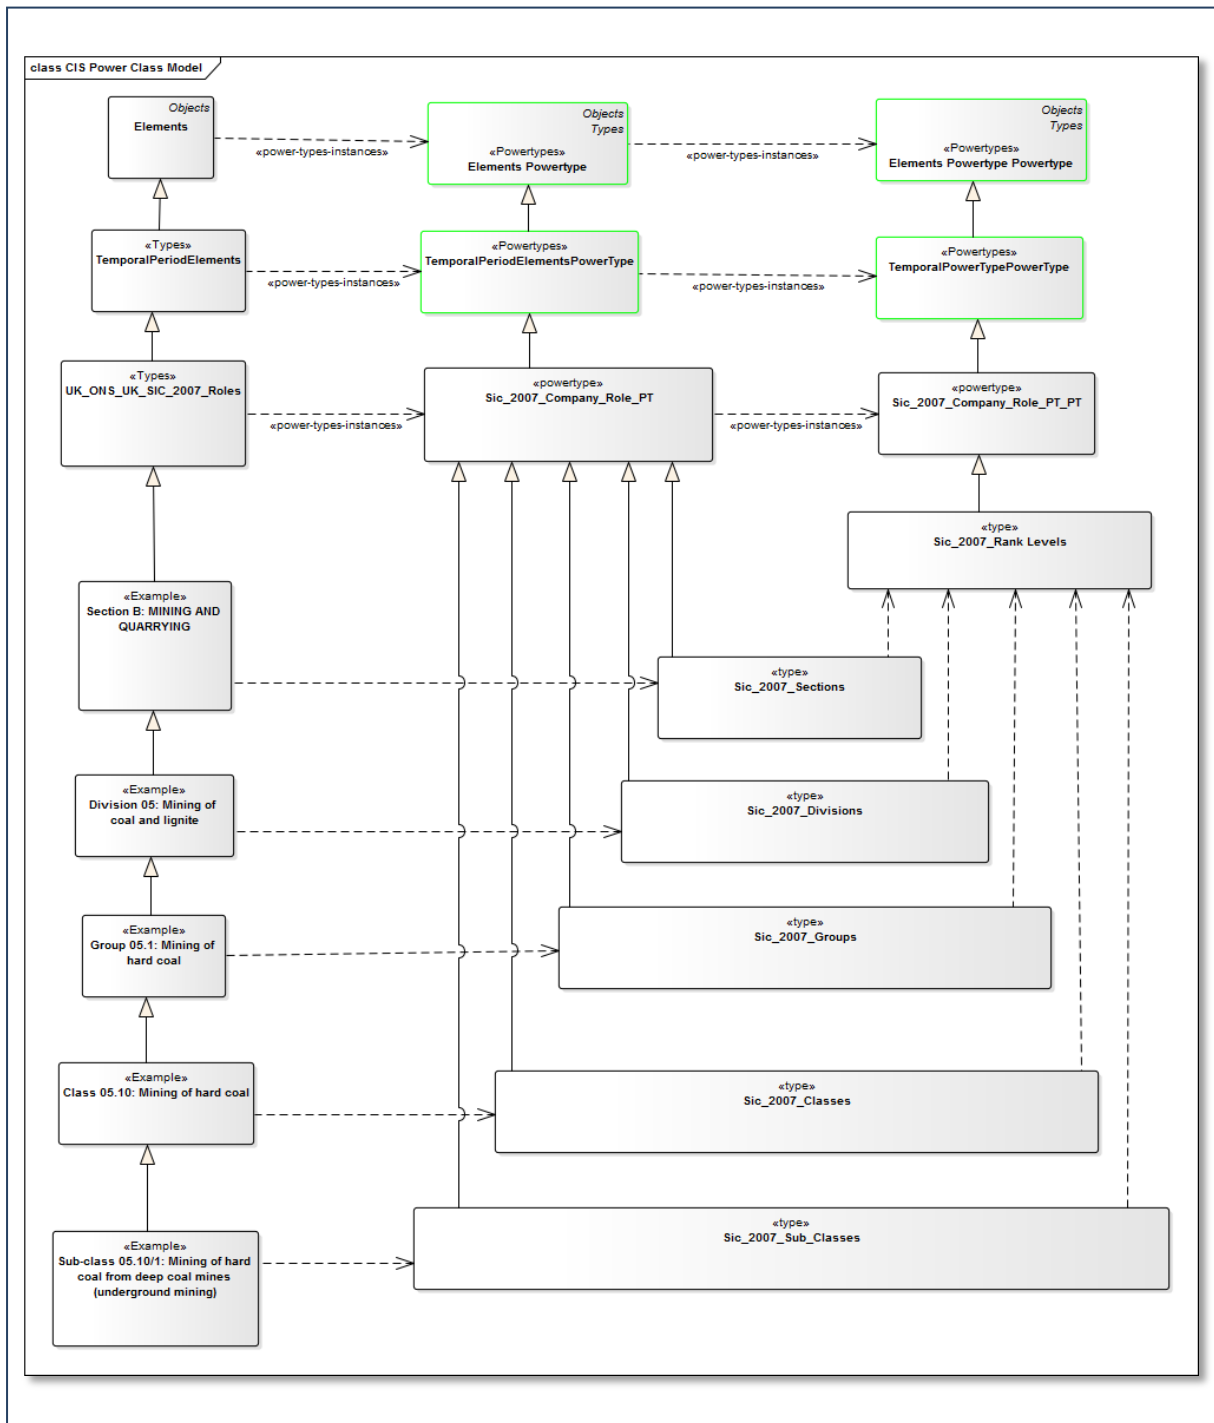 class CIS Power Class Model
Objects
Elements
«power-types-instances»
Objects
Types
«Powertypes»
Elements Powertype
«power-types-instances»
Objects
Types
«Powertypes»
Elements Powertype Powertype
«Types»
TemporalPeriodElements
«power-types-instances»
«Powertypes»
TemporalPeriodElementsPowerType
«power-types-instances»
«Powertypes»
TemporalPowerTypePowerType
«Types»
UK_ONS_UK_SIC_2007_Roles
«power-types-instances»
«powertype»
Sic_2007_Company_Role_PT
«power-types-instances»
«powertype»
Sic_2007_Company_Role_PT_PT
«type»
Sic_2007_Rank Levels
«Example»
Section B: MINING AND
QUARRYING
«type»
Sic_2007_Sections
«Example»
Division 05: Mining of
coal and lignite
«type»
Sic_2007_Divisions
«Example»
Group 05.1: Mining of
hard coal
«type»
Sic_2007_Groups
«Example»
Class 05.10: Mining of hard coal
«type»
Sic_2007_Classes
«Example»
Sub-class 05.10/1: Mining of hard
coal from deep coal mines
(underground mining)
«type»
Sic_2007_Sub_Classes